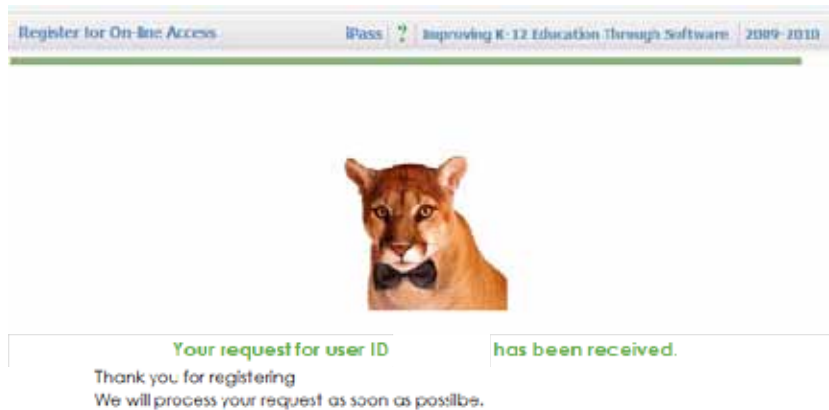 Register for On-line Access iPass ? Improving K-12 Education Through Software 2009-2010
Your request for user ID has been received.
Thank you for registering
We will process your request as soon as possilbe.